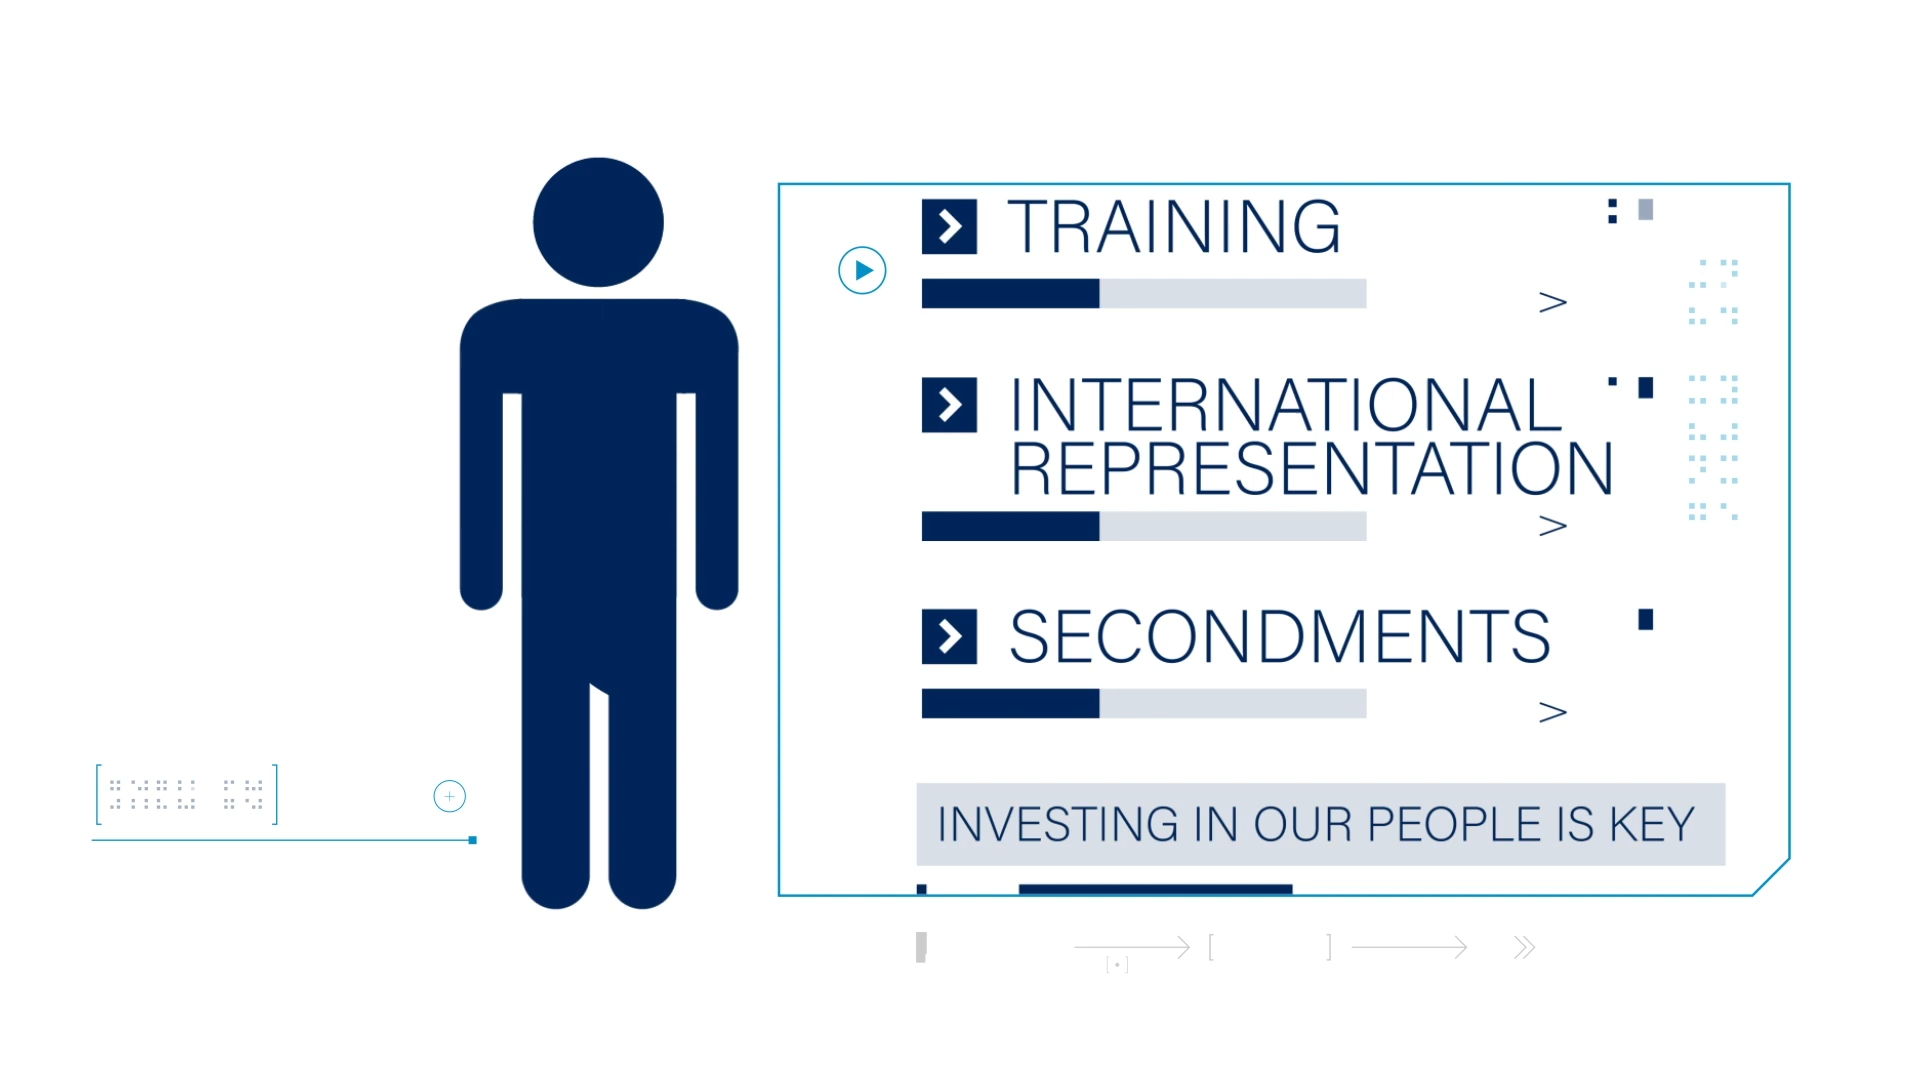 TRAINING
INTERNATIONAL
REPRESENTATION
SECONDMENTS
INVESTING IN OUR PEOPLE IS KEY